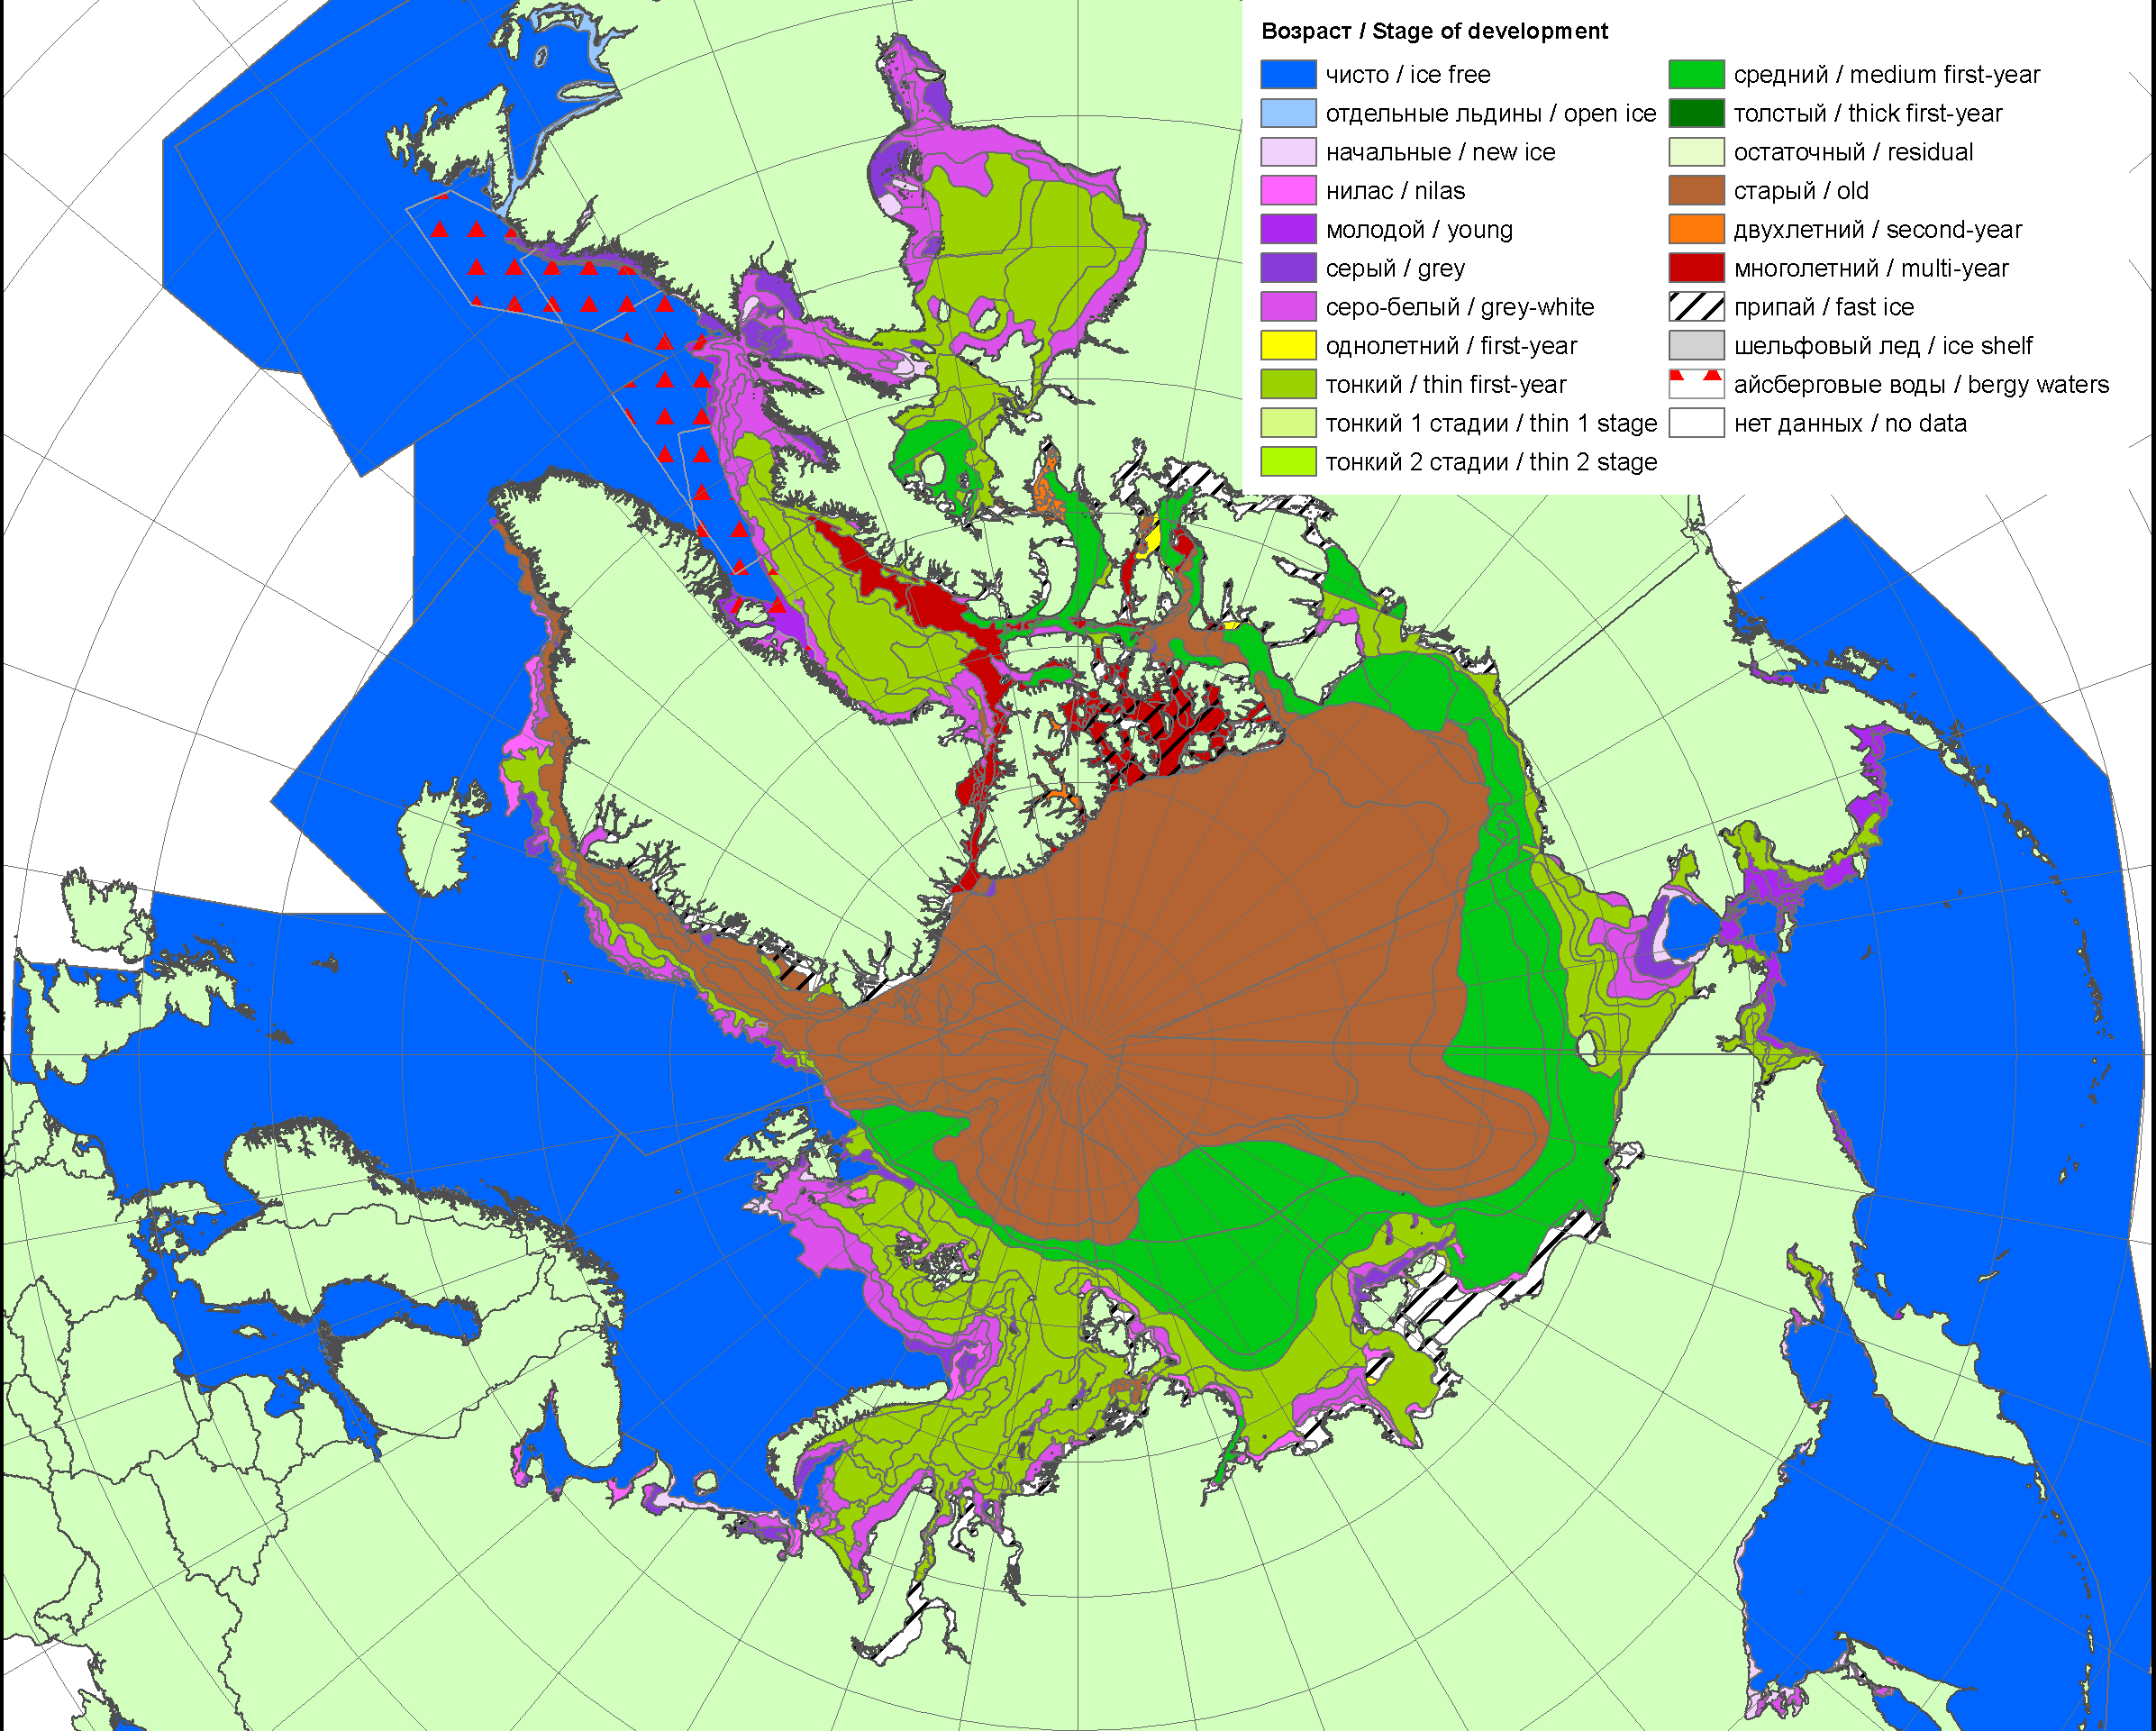 Возраст / Stage of development
чисто / ice free
отдельные льдины / open ice
начальные / new ice
нилас / nilas
молодой / young
серый / grey
серо-белый / grey-white
однолетний / first-year
тонкий / thin first-year
тонкий 1 стадии / thin 1 stage
тонкий 2 стадии / thin 2 stage
средний / medium first-year
толстый / thick first-year
остаточный / residual
старый / old
двухлетний / second-year
многолетний / multi-year
припай / fast ice
шельфовый лед / ice shelf
айсберговые воды / bergy waters
нет данных / no data